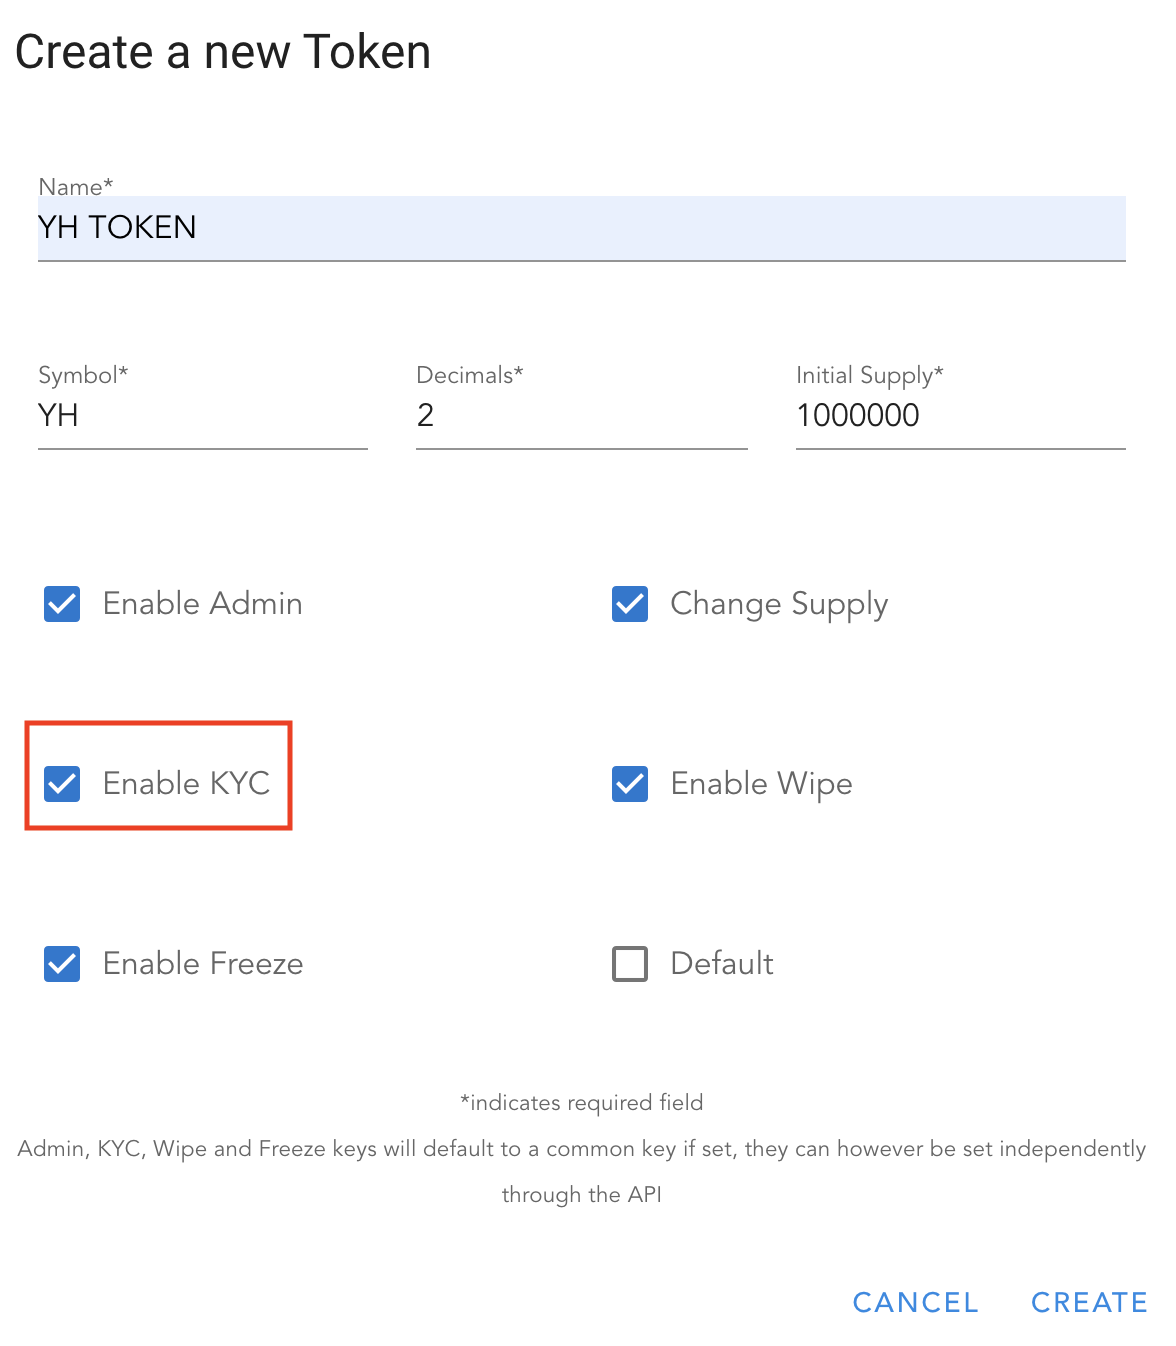 Create a new Token
Name*
YH TOKEN
Symbol*
Decimals*
Initial Supply*
YH
2
1000000
Enable Admin
Change Supply
Enable KYC
Enable Wipe
Enable Freeze
Default
*indicates required field
Admin, KYC, Wipe and Freeze keys will default to a common key if set, they can however be set independently
through the API
CANCEL
CREATE